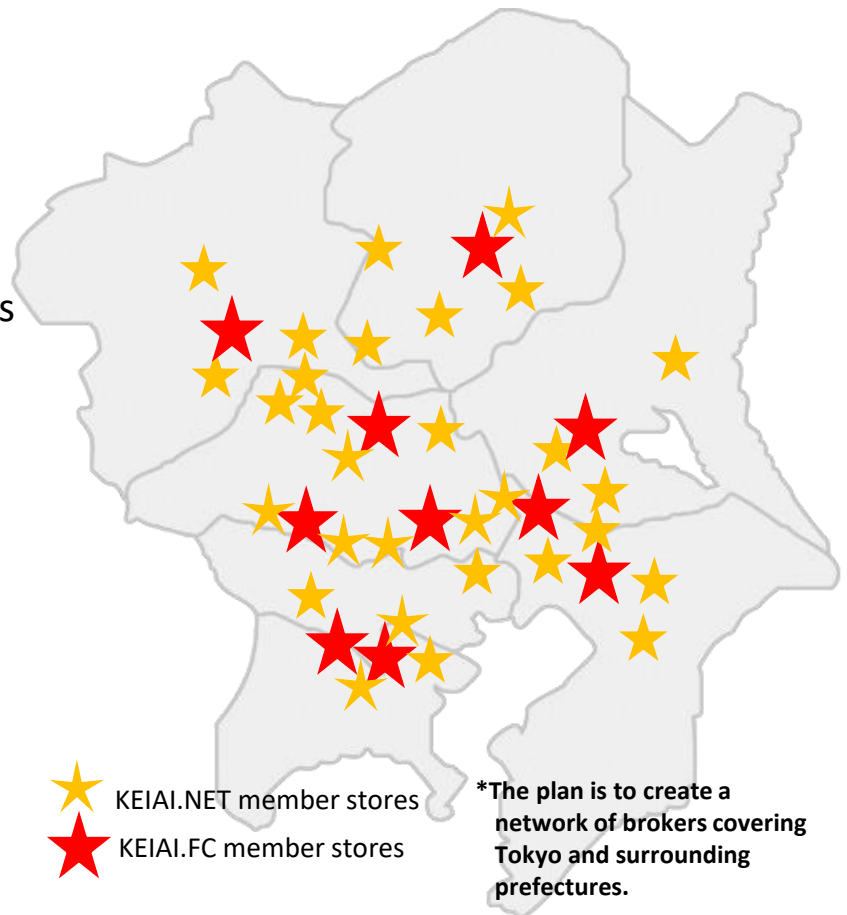 s
KEIAI.NET member stores
KEIAI.FC member stores
*The plan is to create a
network of brokers covering
Tokyo and surrounding
prefectures.